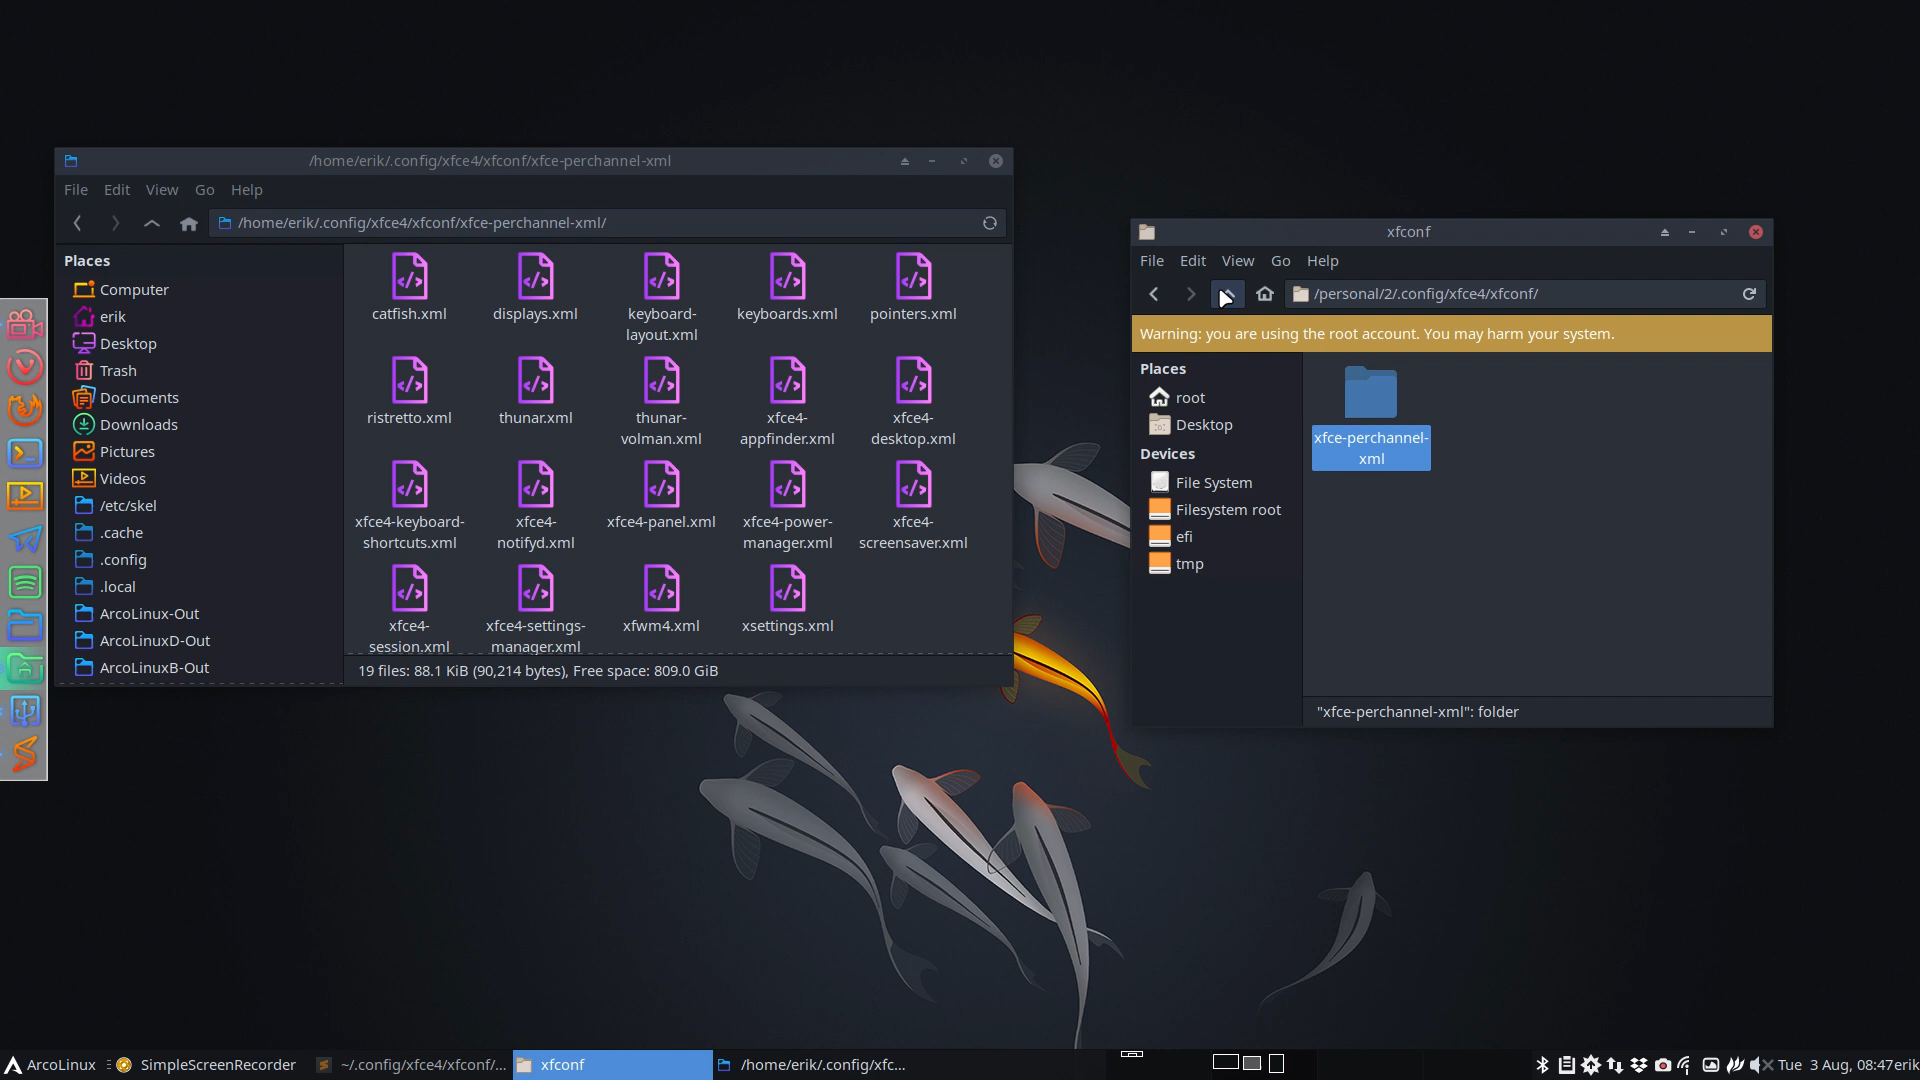 /home/erik/.config/xfce4/xfconf/xfce-perchannel-xml
File Edit View Go Help
/home/erik/.config/xfce4/xfconf/xfce-perchannel-xml/
Places
Computer
erik
Desktop
Trash
Documents
Downloads
Pictures
Videos
/etc/skel
.cache
.config
.local
ArcoLinux-Out
ArcoLinuxD-Out
ArcoLinuxB-Out
catfish.xml
displays.xml
keyboard-
layout.xml
keyboards.xml
pointers.xml
ristretto.xml
thunar.xml
thunar-
volman.xml
xfce4-
appfinder.xml
xfce4-
desktop.xml
xfce4-keyboard-
shortcuts.xml
xfce4-
notifyd.xml
xfce4-panel.xml
xfce4-power-
manager.xml
xfce4-
screensaver.xml
xfce4-
session.xml
xfce4-settings-
manager.xml
xfwm4.xml
xsettings.xml
19 files: 88.1 KiB (90,214 bytes), Free space: 809.0 GiB
xfconf
File Edit View Go Help
/personal/2/.config/xfce4/xfconf/
Warning: you are using the root account. You may harm your system.
Places
root
Desktop
Devices
File System
Filesystem root
efi
tmp
xfce-perchannel-
xml
"xfce-perchannel-xml": folder
ArcoLinux
SimpleScreenRecorder
~/.config/xfce4/xfconf/...
xfconf
/home/erik/.config/xfc...
Tue 3 Aug, 08:47
erik